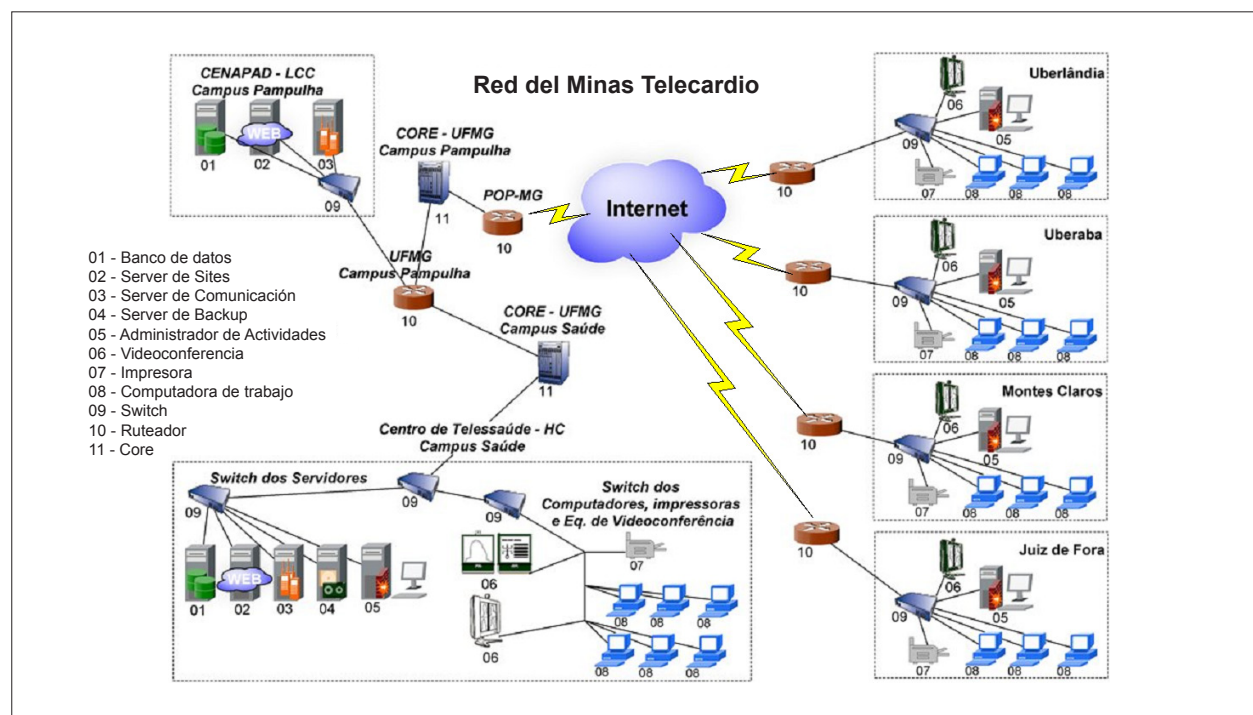 Red del Minas Telecardio
CENAPAD - LCC
Campus Pampulha
WEB
01
02
03
09
CORE - UFMG
Campus Pampulha
11
POP-MG
10
Internet
UFMG
Campus Pampulha
10
CORE - UFMG
Campus Saúde
11
01 - Banco de datos
02 - Server de Sites
03 - Server de Comunicación
04 - Server de Backup
05 - Administrador de Actividades
06 - Videoconferencia
07 - Impresora
08 - Computadora de trabajo
09 - Switch
10 - Ruteador
11 - Core
Centro de Telessaúde - HC
Campus Saúde
09
Switch dos Servidores
09
WEB
01
02
03
04
05
09
Switch dos
Computadores, impressoras
e Eq. de Videoconferência
06
07
06
08 08 08
08 08 08
10
Uberlândia
06
05
09
07
08 08 08
10
Uberaba
06
05
09
07
08 08 08
10
Montes Claros
06
05
09
07
08 08 08
10
Juiz de Fora
06
05
09
07
08 08 08